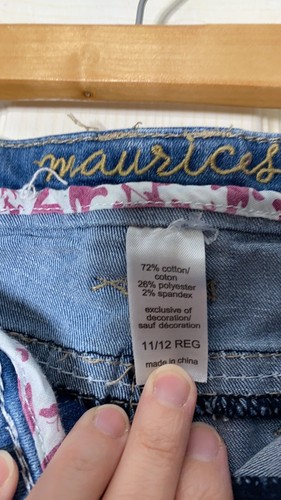 maurices
72% cotton/
coton
26% polyester
2% spandex
exclusive of
decoration/
sauf décoration
11/12 REG
made in china